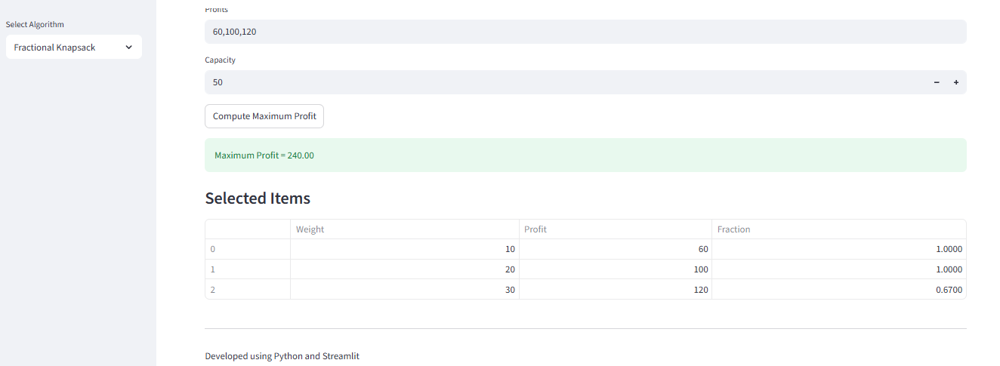 Select Algorithm
Fractional Knapsack
Profits
60,100,120
Capacity
50 − +
Compute Maximum Profit
Maximum Profit = 240.00
Selected Items
Weight Profit Fraction
0 10 60 1.0000
1 20 100 1.0000
2 30 120 0.6700
Developed using Python and Streamlit